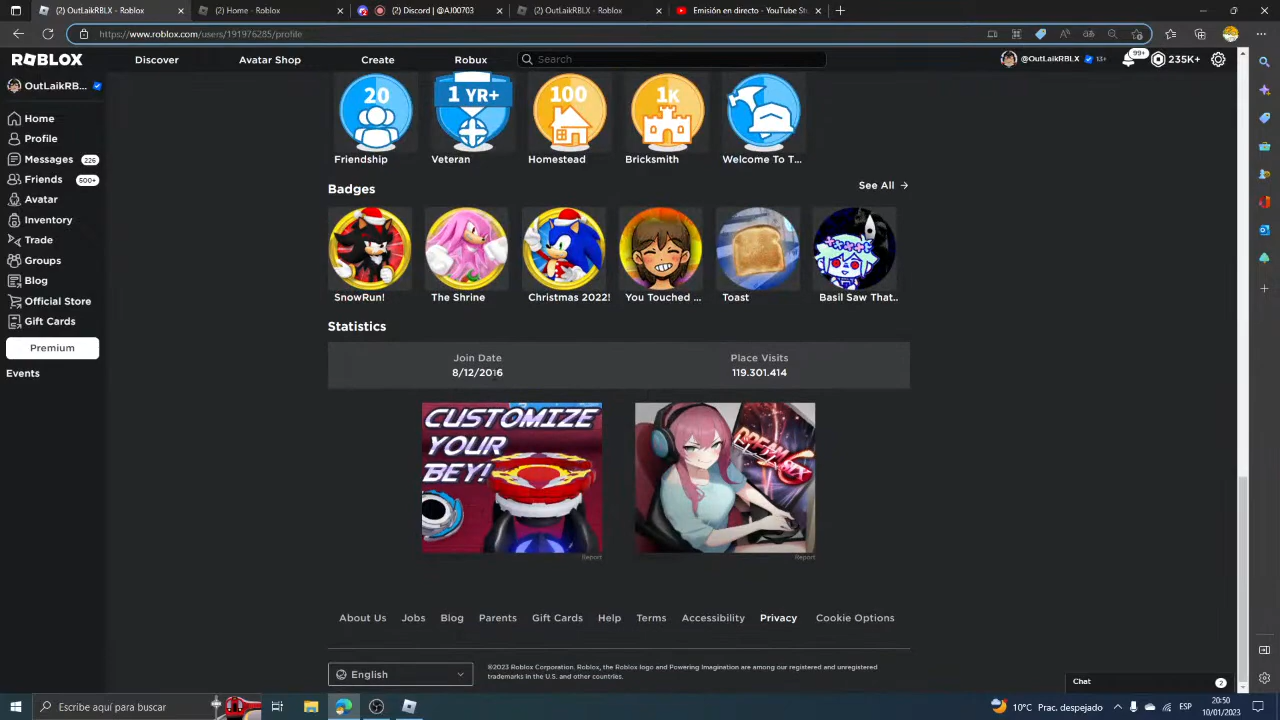 (2) OutLaikRBLX - Roblox
(2) Home - Roblox
(2) Discord | @AJ00703
(2) OutLaikRBLX - Roblox
Emisión en directo - YouTube St
https://www.roblox.com/users/191976285/profile
ROBLOX Discover Avatar Shop Create Robux Search @OutLaikRBLX 13+ 99+ 235K+
OutLaikRB...
Home
Profile
Messages 226
Friends 500+
Avatar
Inventory
Trade
Groups
Blog
Official Store
Gift Cards
Premium
Events
20 1 YR+ 100 1K
Friendship Veteran Homestead Bricksmith Welcome To T...
Badges See All
SnowRun! The Shrine Christmas 2022! You Touched ... Toast Basil Saw That..
Statistics
Join Date Place Visits
8/12/2016 119.301.414
CUSTOMIZE
YOUR
BEY!
Report Report
About Us Jobs Blog Parents Gift Cards Help Terms Accessibility Privacy Cookie Options
English
©2023 Roblox Corporation. Roblox, the Roblox logo and Powering Imagination are among our registered and unregistered
trademarks in the U.S. and other countries.
Chat 2
Escribe aquí para buscar
10°C Prac. despejado ESP 20:50
10/01/2023